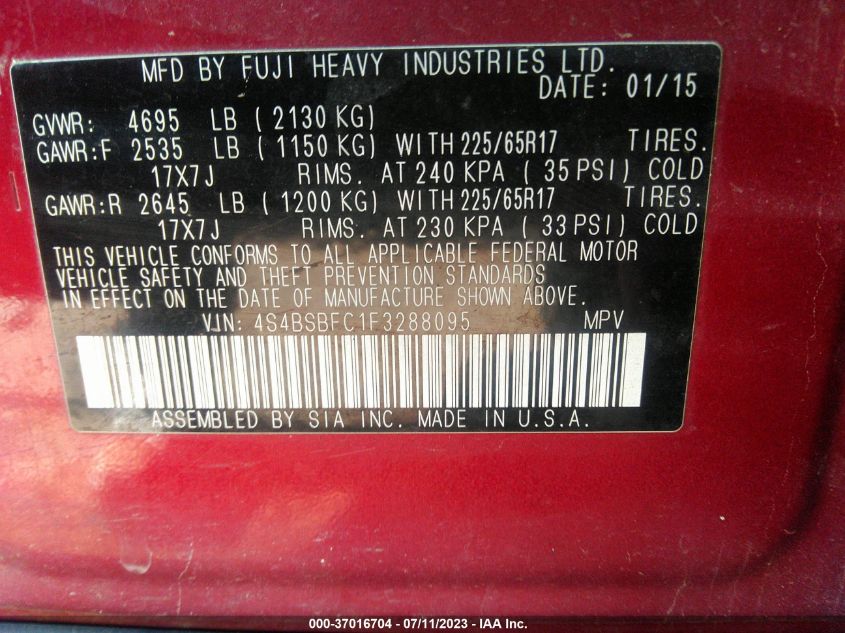 MFD BY FUJI HEAVY INDUSTRIES LTD.
DATE: 01/15
GVWR: 4695 LB ( 2130 KG)
GAWR:F 2535 LB ( 1150 KG) WITH 225/65R17 TIRES.
17X7J RIMS. AT 240 KPA ( 35 PSI) COLD
GAWR:R 2645 LB ( 1200 KG) WITH 225/65R17 TIRES.
17X7J RIMS. AT 230 KPA ( 33 PSI) COLD
THIS VEHICLE CONFORMS TO ALL APPLICABLE FEDERAL MOTOR
VEHICLE SAFETY AND THEFT PREVENTION STANDARDS
IN EFFECT ON THE DATE OF MANUFACTURE SHOWN ABOVE.
VIN: 4S4BSBFC1F3288095 MPV
ASSEMBLED BY SIA INC. MADE IN U.S.A.
000-37016704 - 07/11/2023 - IAA Inc.